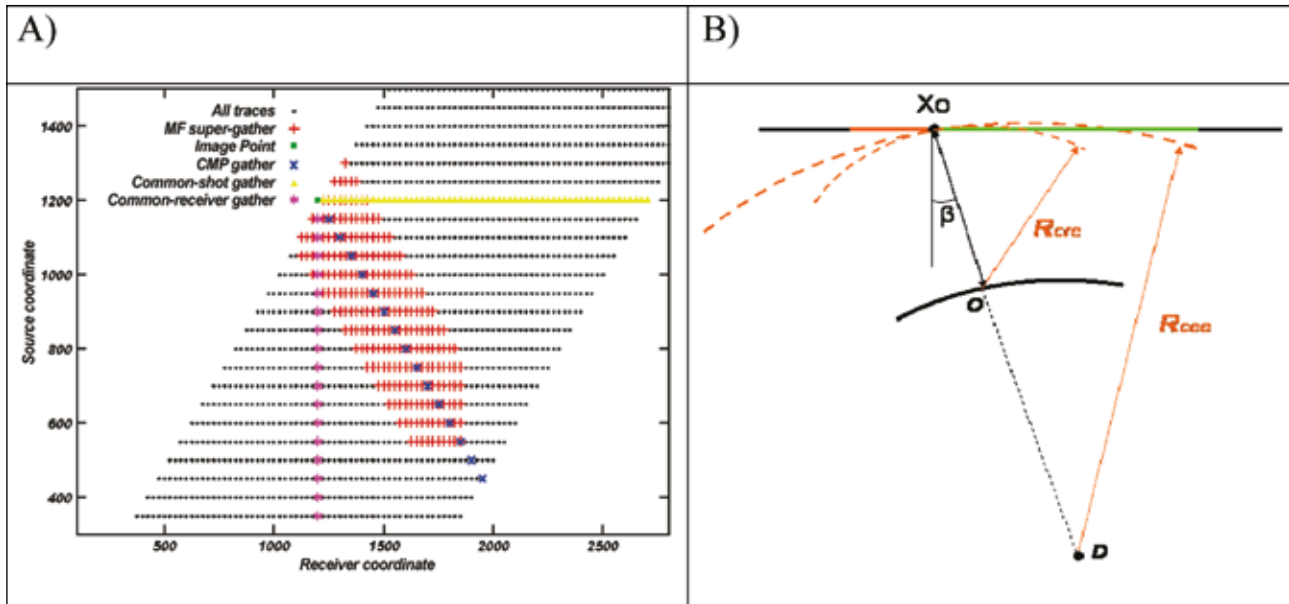 A)
All traces
MF super-gather
Image Point
CMP gather
Common-shot gather
Common-receiver gather
1400
1200
1000
800
600
400
Source coordinate
500
1000
1500
2000
2500
Receiver coordinate
B)
X0
β
Rcrc
O
Rccc
D